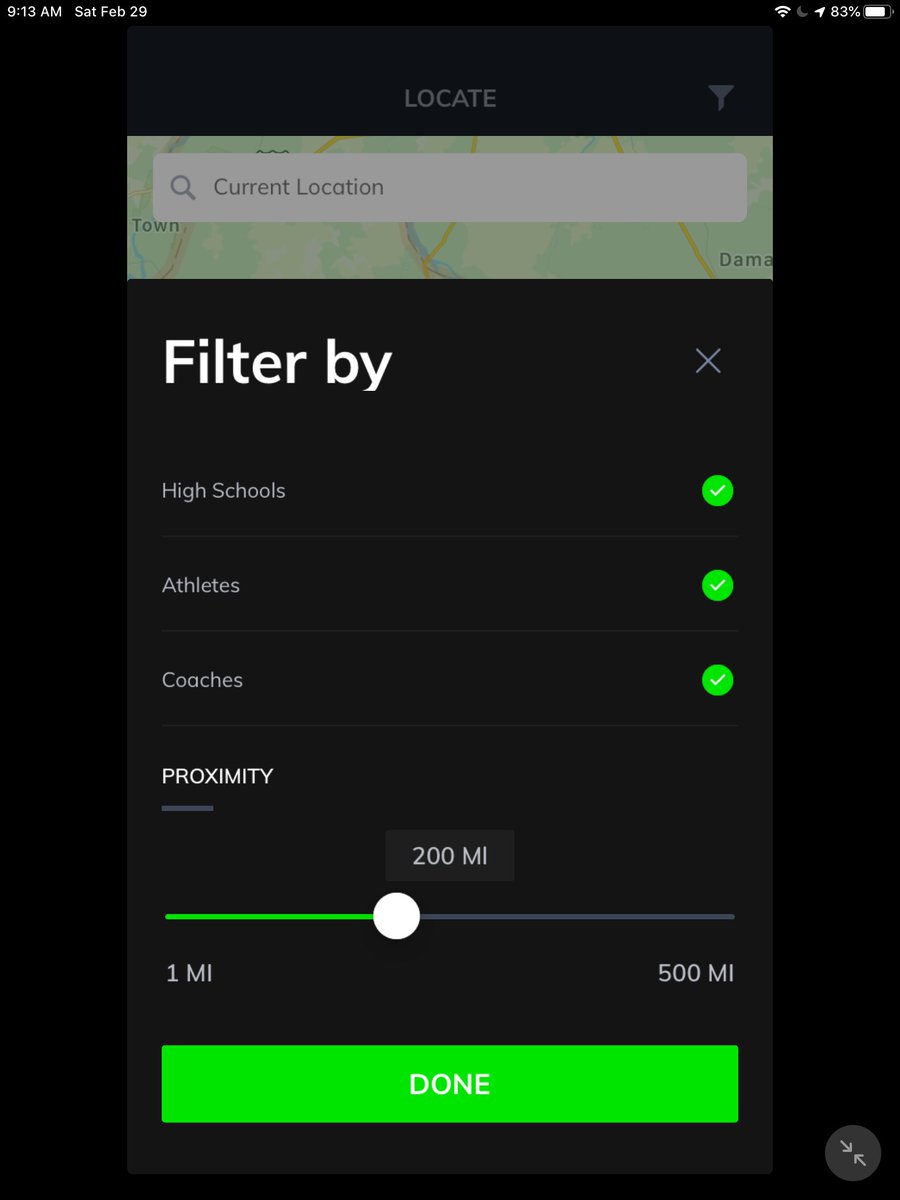 9:13 AM Sat Feb 29 83%
LOCATE
Current Location
Town
Dama
Filter by
High Schools
Athletes
Coaches
PROXIMITY
200 MI
1 MI 500 MI
DONE